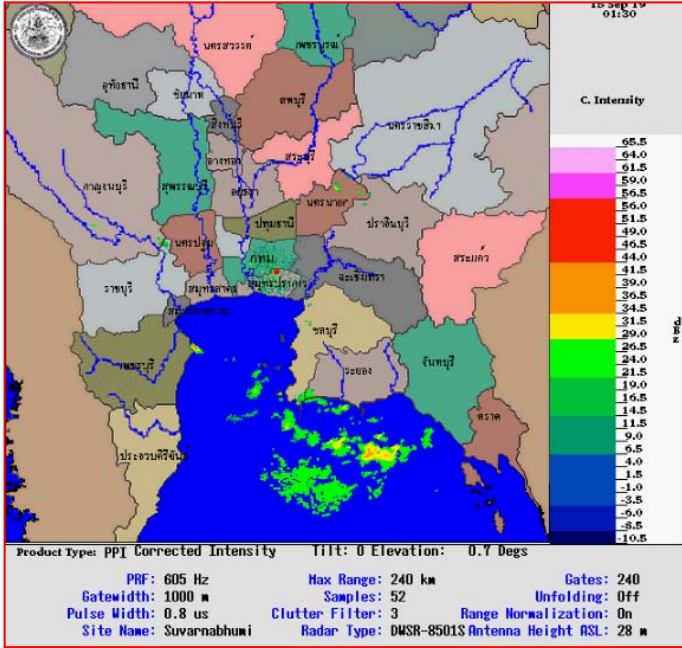 15 Sep 19
01:30
C. Intensity
นครสวรรค์
เพชรบูรณ์
อุทัยธานี
ชัยนาท
ลพบุรี
สิงห์บุรี
นครราชสีมา
อ่างทอง
สระบุรี
กาญจนบุรี
สุพรรณบุรี
อยุธยา
นครนายก
ปราจีนบุรี
ปทุมธานี
นครปฐม
กทม.
สระแก้ว
ราชบุรี
สมุทรสาคร
สมุทรปราการ
ฉะเชิงเทรา
สมุทรสงคราม
ชลบุรี
เพชรบุรี
ระยอง
จันทบุรี
ตราด
ประจวบคีรีขันธ์
65.5
64.0
61.5
59.0
56.5
56.0
51.5
49.0
46.5
44.0
41.5
39.0
36.5
34.0
31.5
29.0
26.5
24.0
21.5
19.0
16.5
14.5
11.5
9.0
6.5
4.0
1.5
-1.0
-3.5
-6.0
-8.5
-10.5
Product Type: PPI Corrected Intensity Tilt: 0 Elevation: 0.7 Degs
PRF: 605 Hz Max Range: 240 km Gates: 240
Gatewidth: 1000 m Samples: 52 Unfolding: Off
Pulse Width: 0.8 us Clutter Filter: 3 Range Normalization: On
Site Name: Suvarnabhumi Radar Type: DWSR-8501S Antenna Height ASL: 28 m